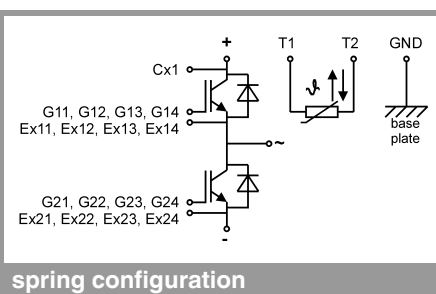 + T1 T2 GND
Cx1
ϑ
G11, G12, G13, G14
Ex11, Ex12, Ex13, Ex14
base
plate
~
G21, G22, G23, G24
Ex21, Ex22, Ex23, Ex24
-
spring configuration